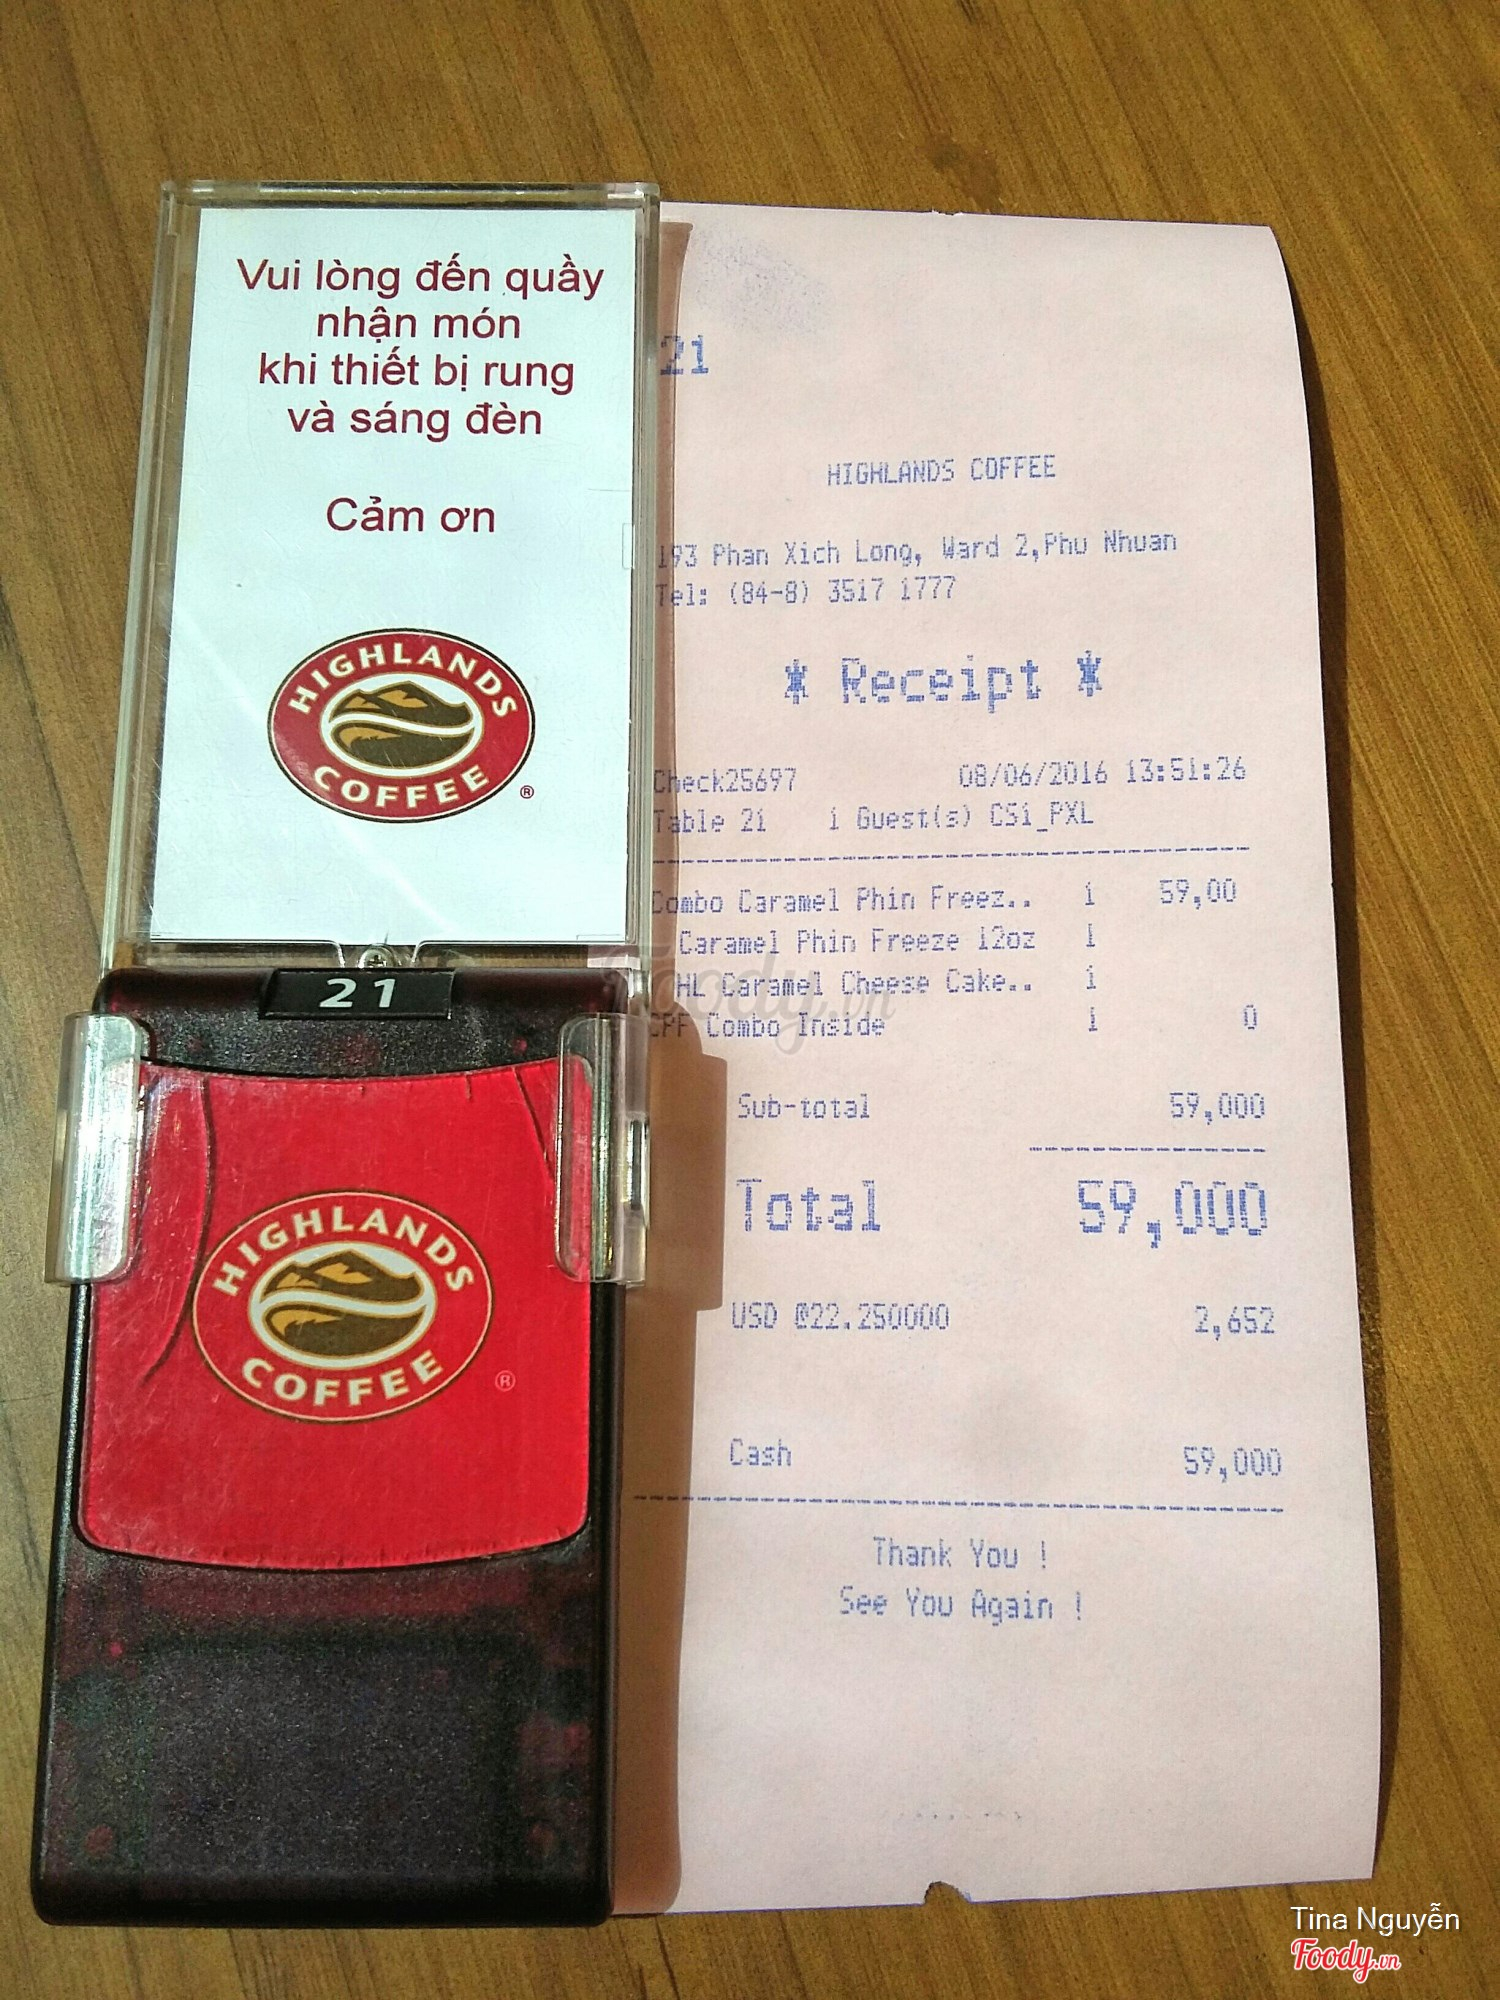 Vui lòng đến quầy
nhận món
khi thiết bị rung
và sáng đèn
Cảm ơn
HIGHLANDS
COFFEE
®
21
HIGHLANDS
COFFEE
®
21
HIGHLANDS COFFEE
193 Phan Xich Long, Ward 2,Phu Nhuan
Tel: (84-8) 3517 1777
* Receipt *
Check25697 08/06/2016 13:51:26
Table 21 1 Guest(s) CS1_PXL
Combo Caramel Phin Freez.. 1 59,00
Caramel Phin Freeze 12oz 1
HL Caramel Cheese Cake.. 1
CPF Combo Inside 1 0
Sub-total 59,000
Total 59,000
USD @22.250000 2,652
Cash 59,000
Thank You !
See You Again !
Foody.vn
Tina Nguyễn
Foody.vn